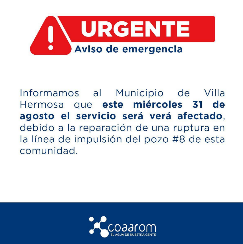 URGENTE
Aviso de emergencia
Informamos al Municipio de Villa
Hermosa que este miércoles 31 de
agosto el servicio será verá afectado,
debido a la reparación de una ruptura en
la línea de impulsión del pozo #8 de esta
comunidad.
coaarom